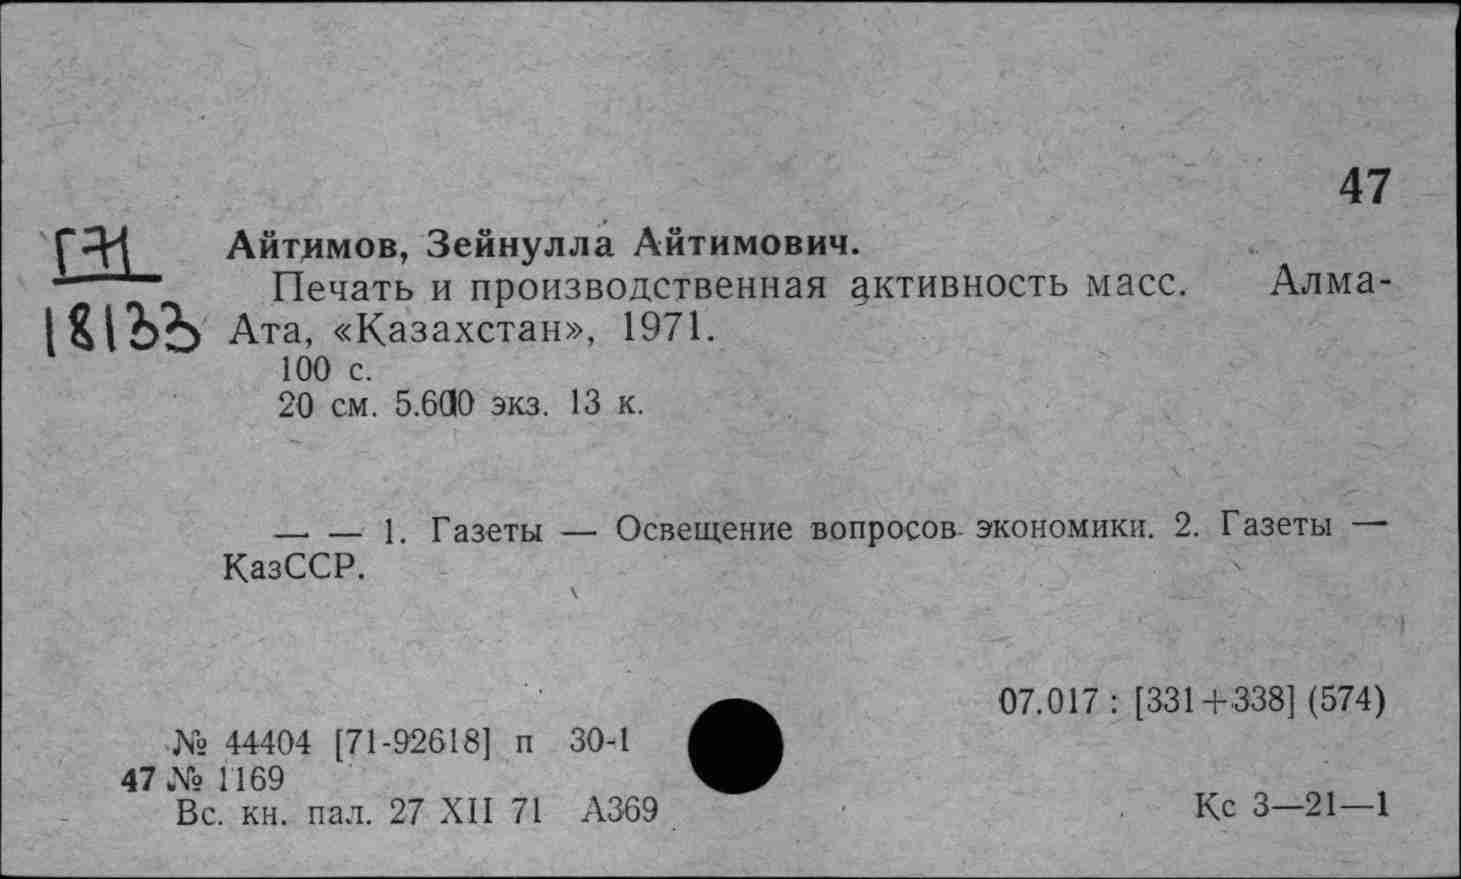 47
Айтимов, Зейнулла Айтимович.
Печать и производственная активность масс. Алма-
Ата, «Казахстан», 1971.
100 с.
20 см. 5.600 экз. 13 к.
— — 1. Газеты — Освещение вопросов экономики. 2. Газеты —
КазССР.
07.017 : [331+338] (574)
№ 44404 [71-92618] п 30-1
47 № 1169
Вс. кн. пал. 27 XII 71 А369
Кс 3—21—1